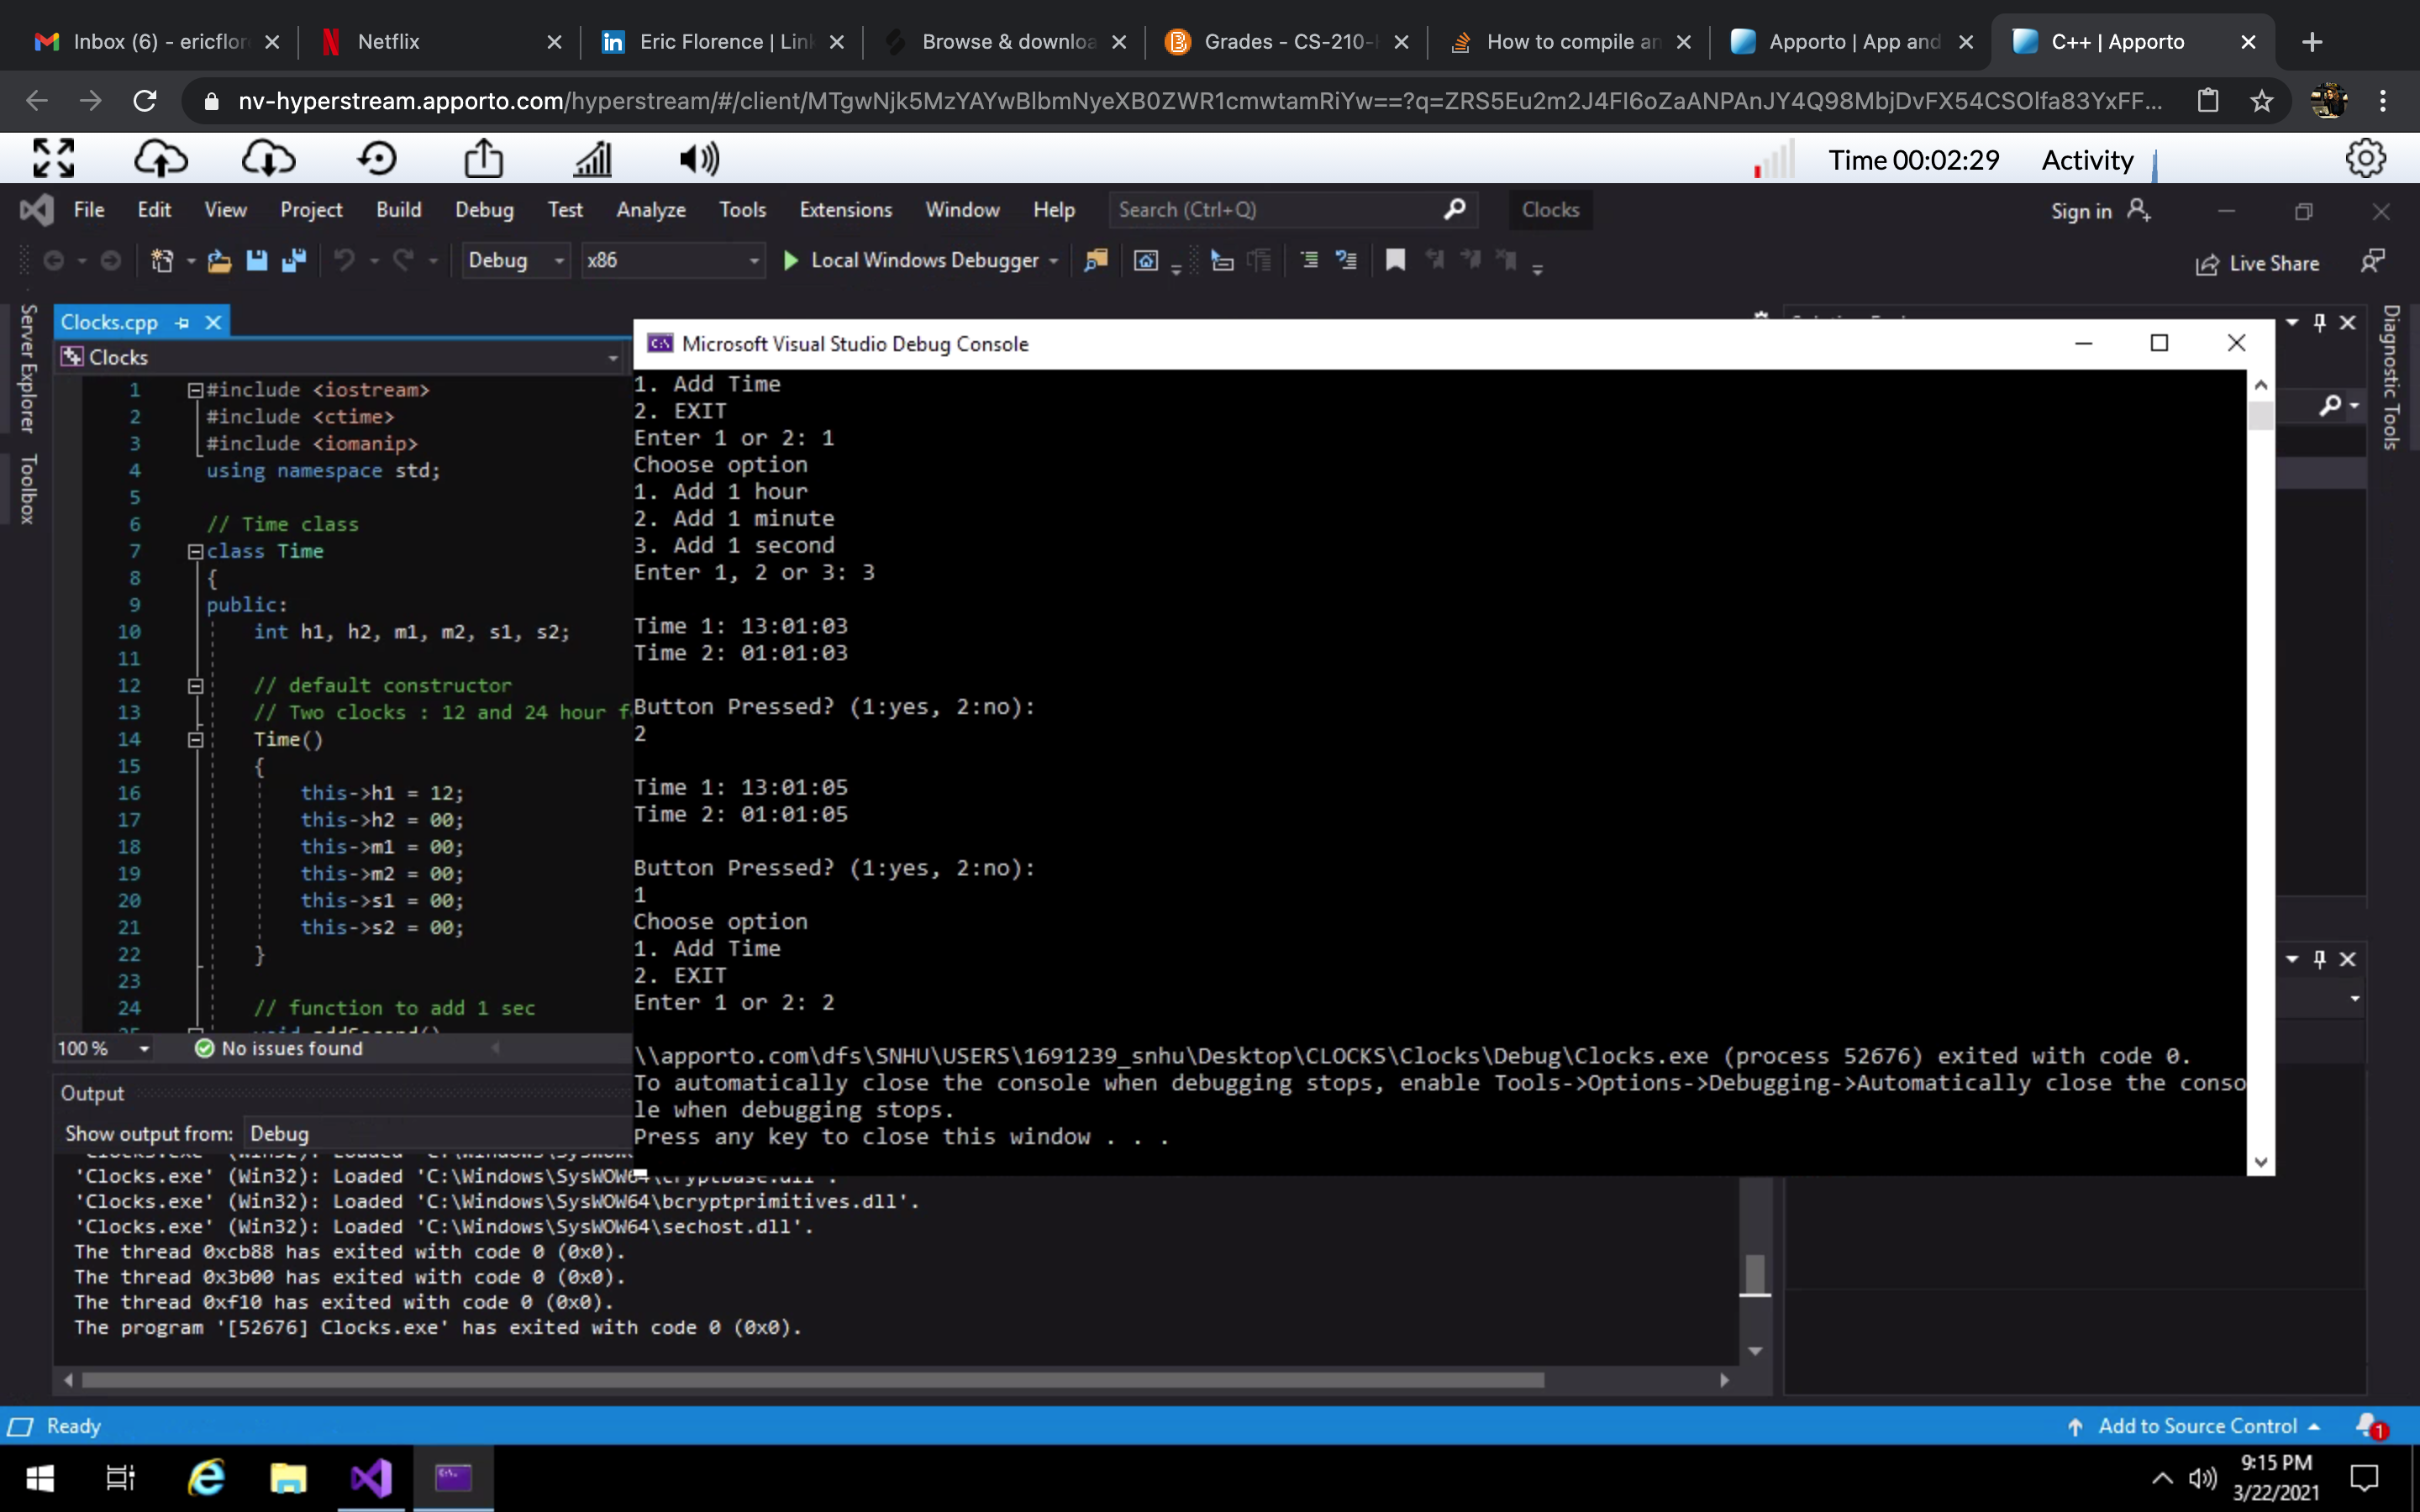 Inbox (6) - ericflor
Netflix
Eric Florence | Lin
Browse & downloa
Grades - CS-210-
How to compile an
Apporto | App and
C++ | Apporto
nv-hyperstream.apporto.com/hyperstream/#/client/MTgwNjk5MzYAYwBlbmNyeXB0ZWR1cmwtamRiYw==?q=ZRS5Eu2m2J4Fl6oZaANPAnJY4Q98MbjDvFX54CSOlfa83YxFF...
Time 00:02:29 Activity
File Edit View Project Build Debug Test Analyze Tools Extensions Window Help Search (Ctrl+Q) Clocks Sign in
Debug x86 Local Windows Debugger Live Share
Server Explorer
Toolbox
Diagnostic Tools
Clocks.cpp
Clocks
1 #include <iostream>
2 #include <ctime>
3 #include <iomanip>
4 using namespace std;
5
6 // Time class
7 class Time
8 {
9 public:
10 int h1, h2, m1, m2, s1, s2;
11
12 // default constructor
13 // Two clocks : 12 and 24 hour f
14 Time()
15 {
16 this->h1 = 12;
17 this->h2 = 00;
18 this->m1 = 00;
19 this->m2 = 00;
20 this->s1 = 00;
21 this->s2 = 00;
22 }
23
24 // function to add 1 sec
25 void addSecond()
100 % No issues found
Microsoft Visual Studio Debug Console
1. Add Time
2. EXIT
Enter 1 or 2: 1
Choose option
1. Add 1 hour
2. Add 1 minute
3. Add 1 second
Enter 1, 2 or 3: 3
Time 1: 13:01:03
Time 2: 01:01:03
Button Pressed? (1:yes, 2:no):
2
Time 1: 13:01:05
Time 2: 01:01:05
Button Pressed? (1:yes, 2:no):
1
Choose option
1. Add Time
2. EXIT
Enter 1 or 2: 2
\\apporto.com\dfs\SNHU\USERS\1691239_snhu\Desktop\CLOCKS\Clocks\Debug\Clocks.exe (process 52676) exited with code 0.
To automatically close the console when debugging stops, enable Tools->Options->Debugging->Automatically close the conso
le when debugging stops.
Press any key to close this window . . .
Output
Show output from: Debug
'Clocks.exe' (Win32): Loaded 'C:\Windows\SysWOW64\cryptbase.dll'.
'Clocks.exe' (Win32): Loaded 'C:\Windows\SysWOW64\bcryptprimitives.dll'.
'Clocks.exe' (Win32): Loaded 'C:\Windows\SysWOW64\sechost.dll'.
The thread 0xcb88 has exited with code 0 (0x0).
The thread 0x3b00 has exited with code 0 (0x0).
The thread 0xf10 has exited with code 0 (0x0).
The program '[52676] Clocks.exe' has exited with code 0 (0x0).
Ready
Add to Source Control
1
9:15 PM
3/22/2021